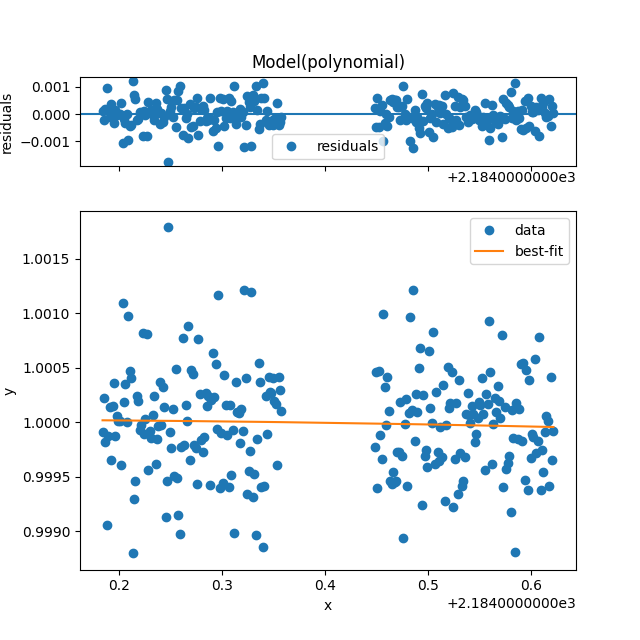 Model(polynomial)
residuals
0.001
0.000
−0.001
residuals
+2.1840000000e3
y
1.0015
1.0010
1.0005
1.0000
0.9995
0.9990
data
best-fit
0.2 0.3 0.4 0.5 0.6
x
+2.1840000000e3